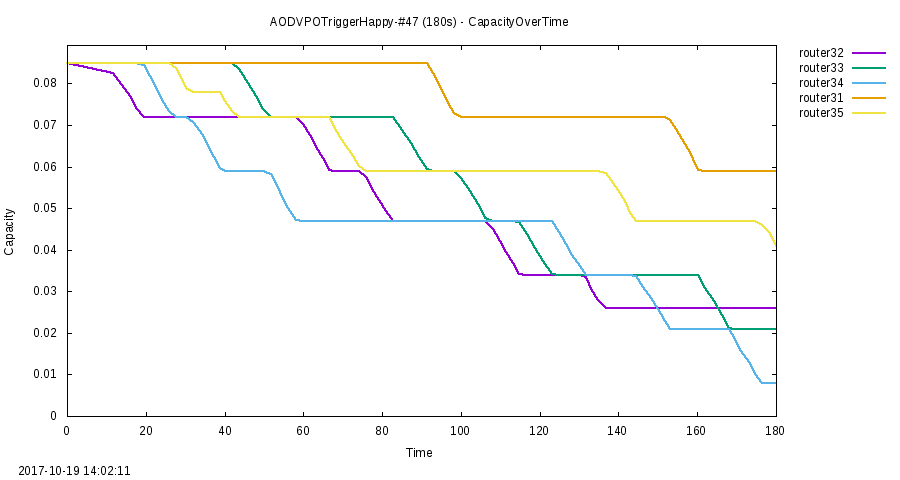 AODVPOTriggerHappy-#47 (180s) - CapacityOverTime
router32
router33
router34
router31
router35
Capacity
0.08
0.07
0.06
0.05
0.04
0.03
0.02
0.01
0
0 20 40 60 80 100 120 140 160 180
Time
2017-10-19 14:02:11